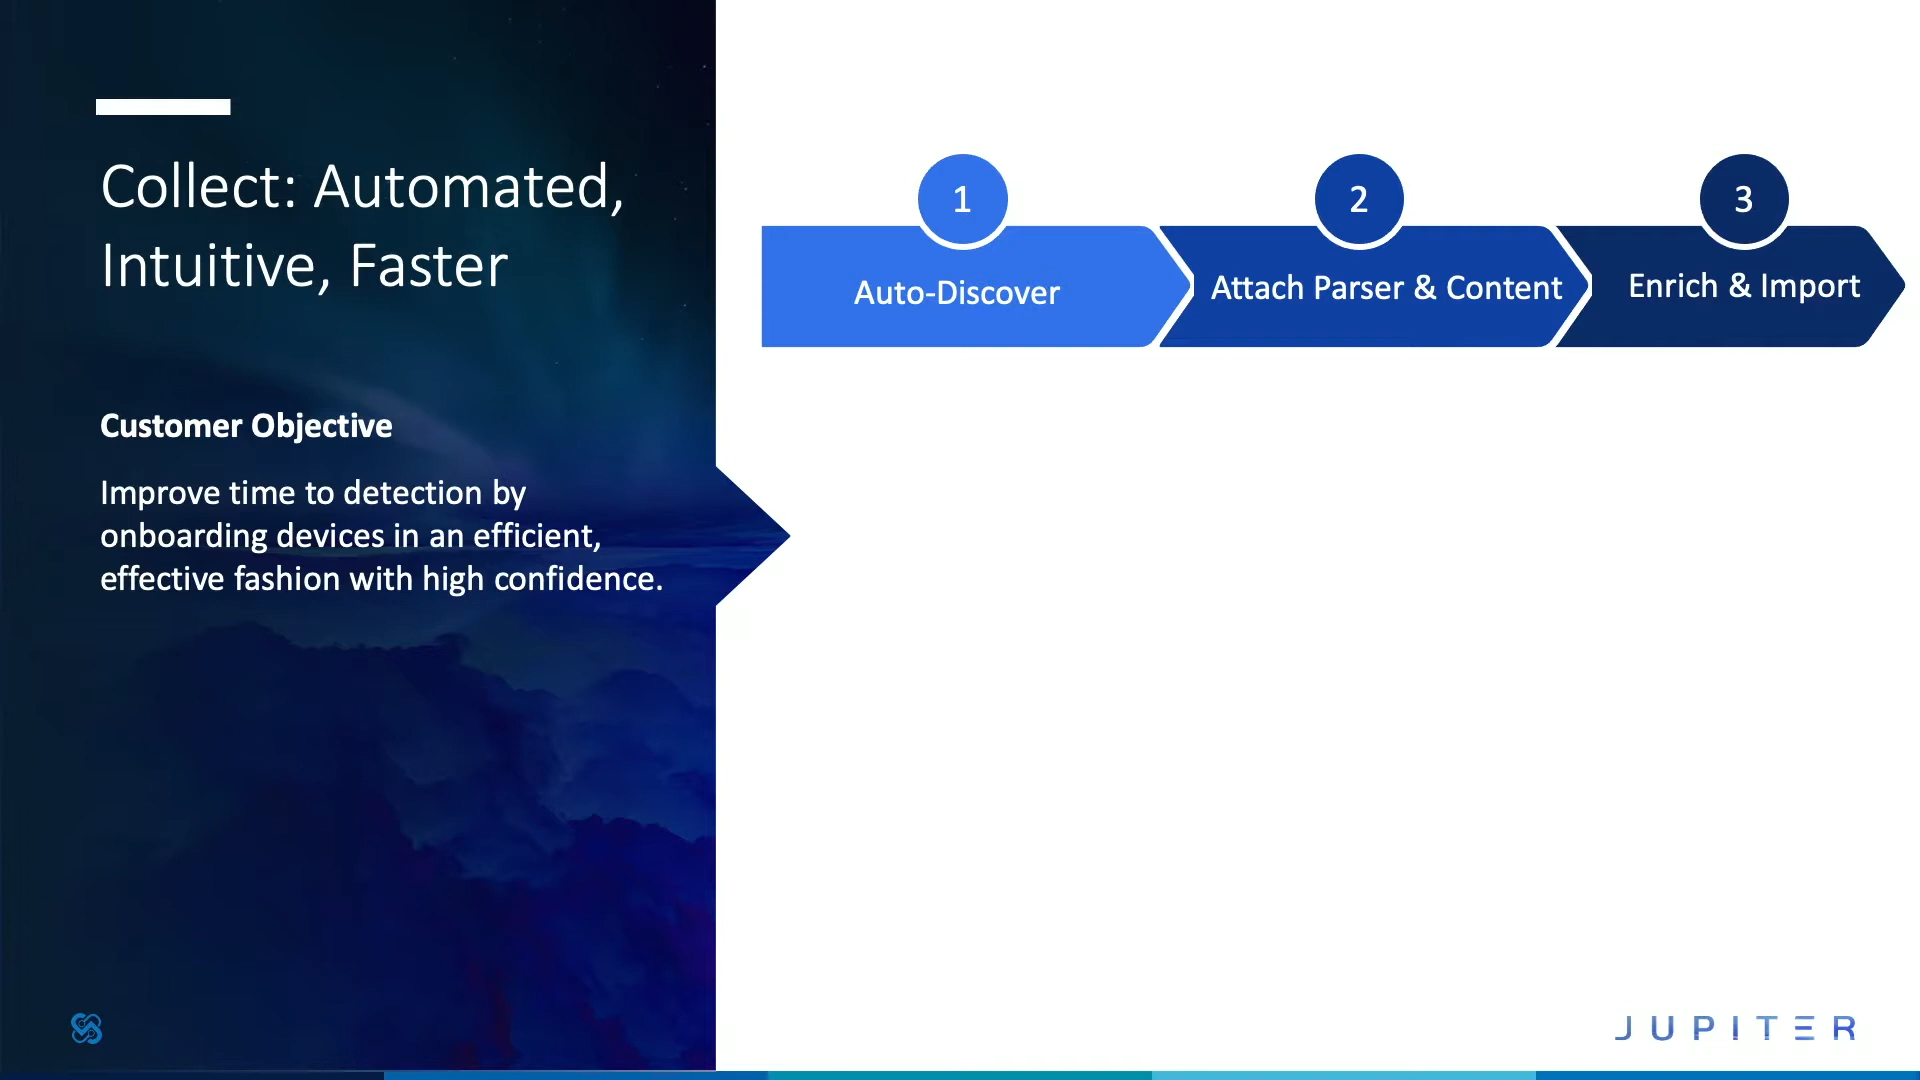 Collect: Automated,
Intuitive, Faster
Customer Objective
Improve time to detection by
onboarding devices in an efficient,
effective fashion with high confidence.
1
Auto-Discover
2
Attach Parser & Content
3
Enrich & Import
JUPITER